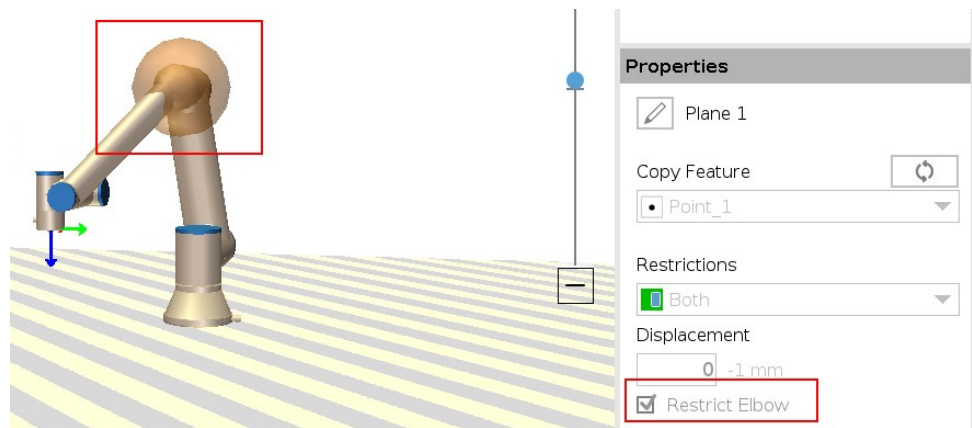 Properties
Plane 1
Copy Feature
Point_1
Restrictions
Both
Displacement
0 -1 mm
Restrict Elbow